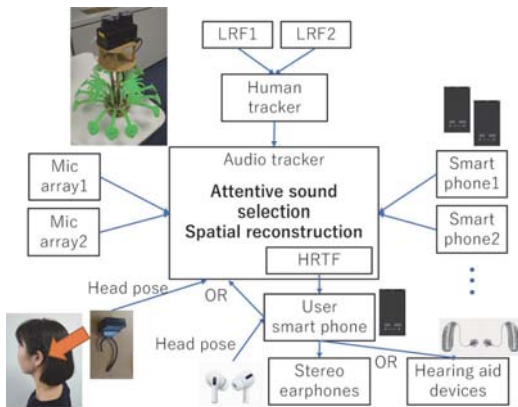 LRF1
LRF2
Human
tracker
Audio tracker
Attentive sound
selection
Spatial reconstruction
HRTF
Mic
array1
Mic
array2
Smart
phone1
Smart
phone2
Head pose
OR
Head pose
User
smart phone
OR
Stereo
earphones
Hearing aid
devices